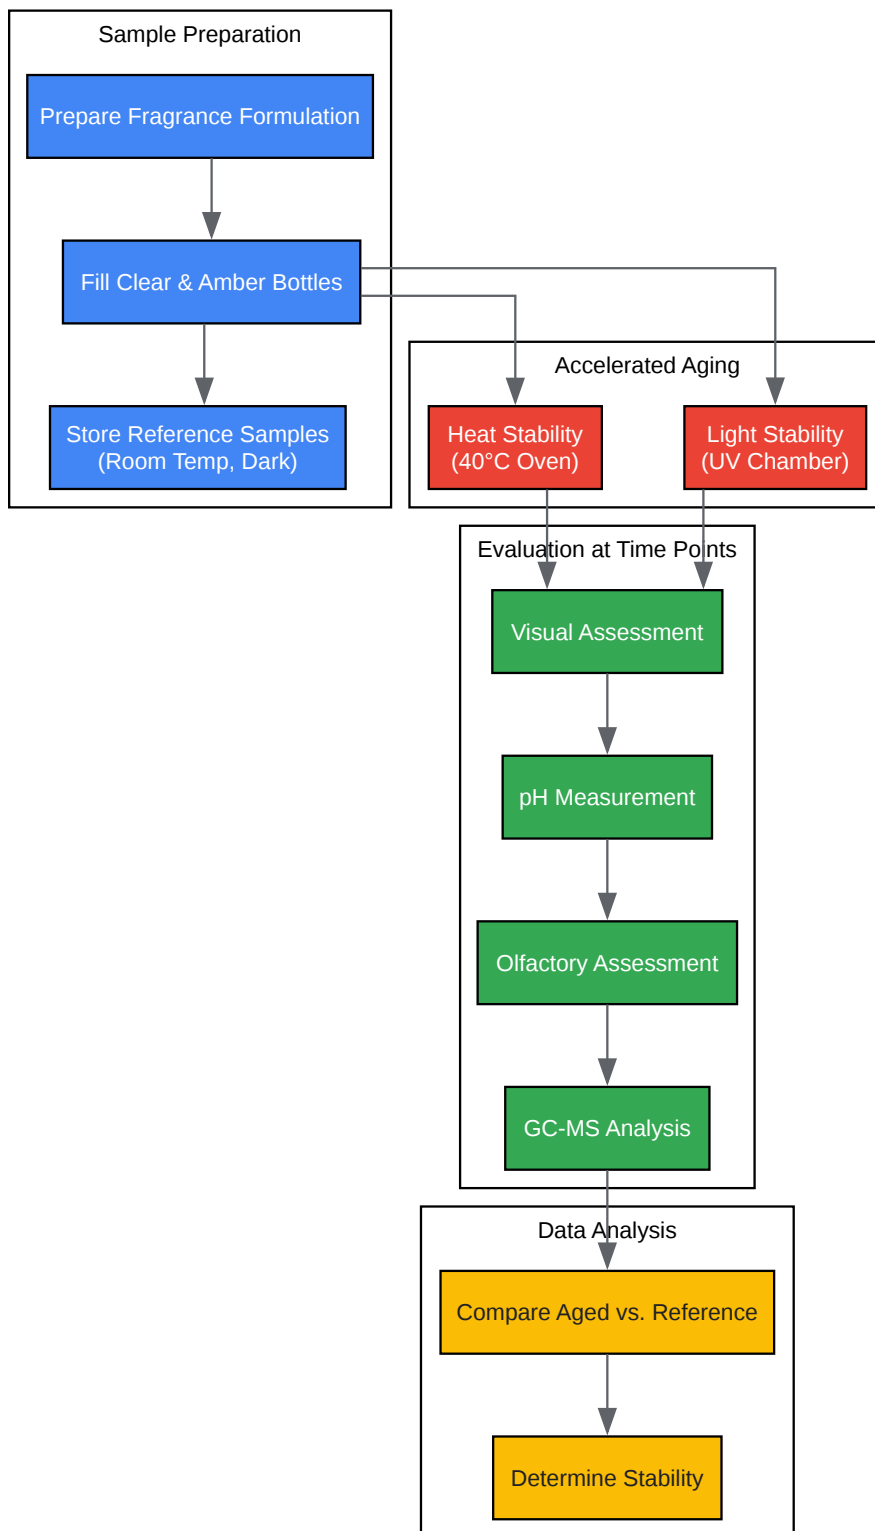 Sample Preparation
Prepare Fragrance Formulation
Fill Clear & Amber Bottles
Store Reference Samples
(Room Temp, Dark)
Accelerated Aging
Heat Stability
(40°C Oven)
Light Stability
(UV Chamber)
Evaluation at Time Points
Visual Assessment
pH Measurement
Olfactory Assessment
GC-MS Analysis
Data Analysis
Compare Aged vs. Reference
Determine Stability